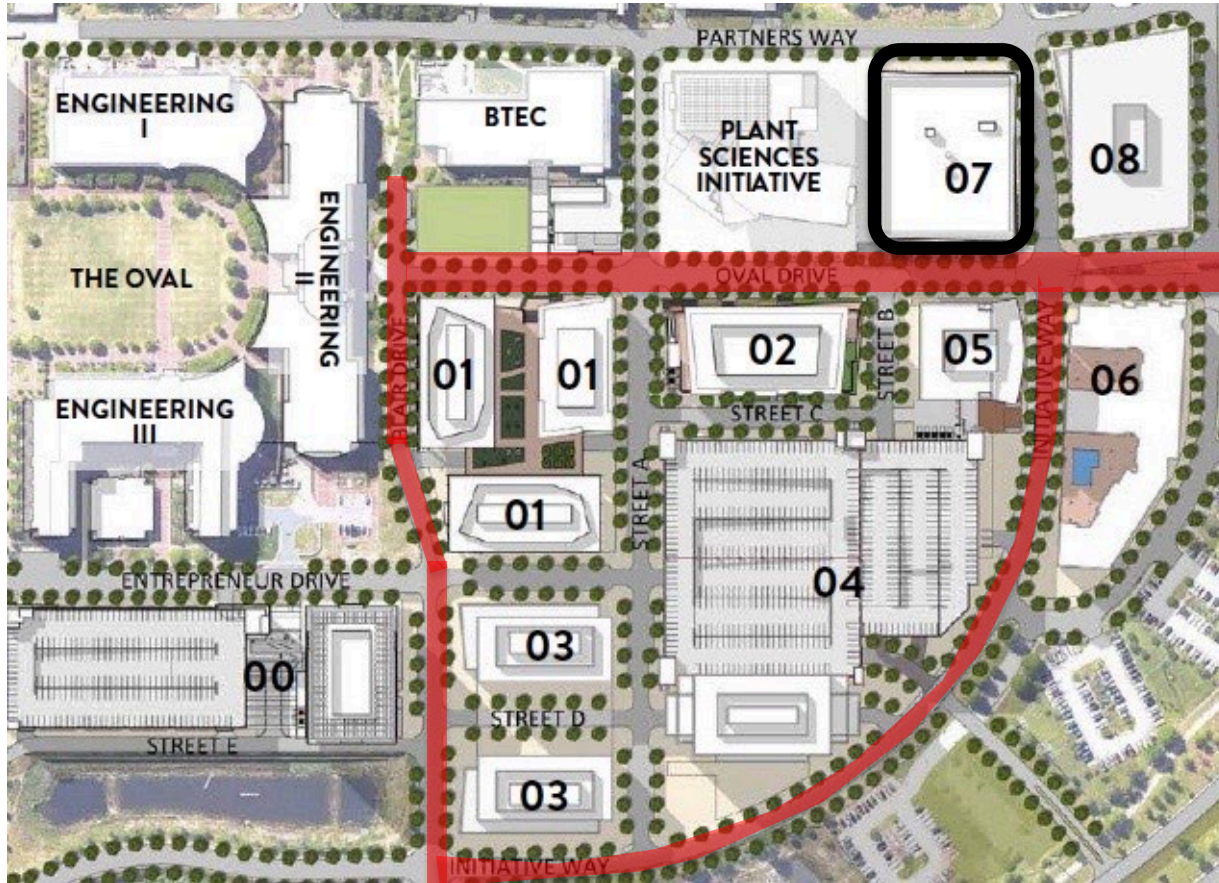 PARTNERS WAY
ENGINEERING
I
BTEC
PLANT
SCIENCES
INITIATIVE
07
08
THE OVAL
ENGINEERING
II
OVAL DRIVE
BLAIR DRIVE
01
01
02
STREET B
05
INITIATIVE WAY
06
ENGINEERING
III
STREET C
STREET A
01
ENTREPRENEUR DRIVE
04
00
03
STREET D
STREET E
03
INITIATIVE WAY